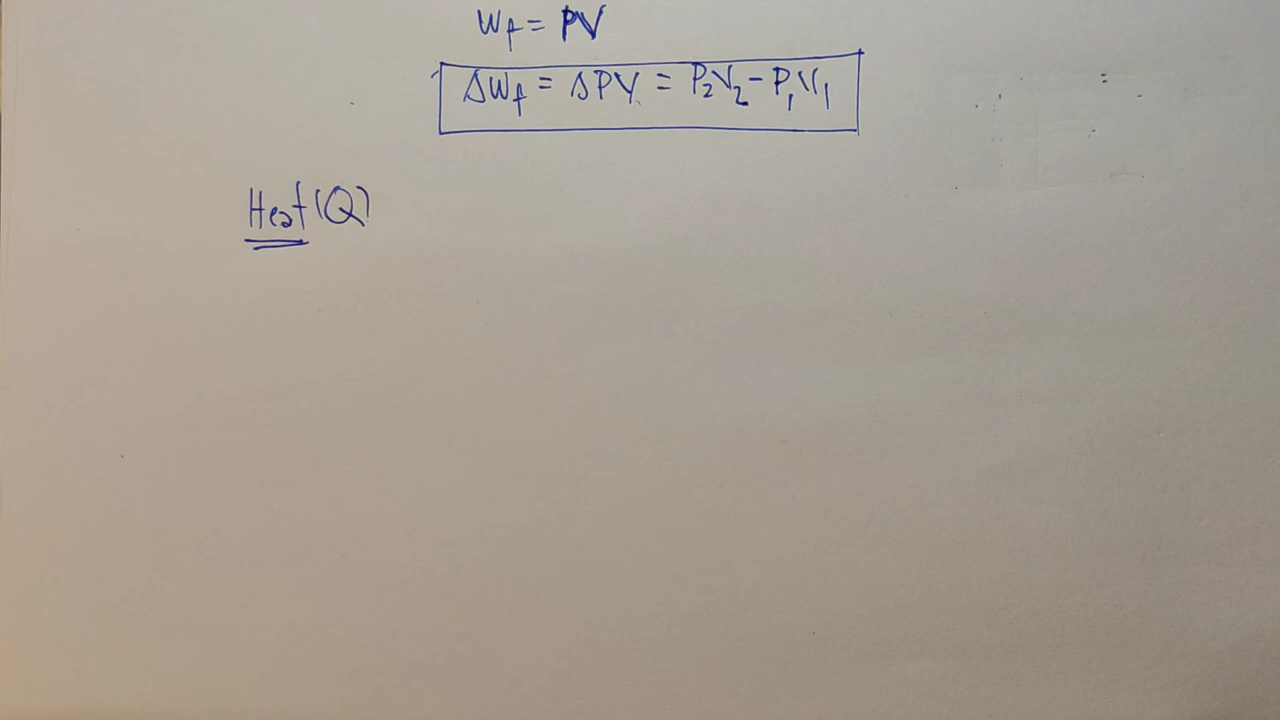 Wf = PV
ΔWf = ΔPV = P₂V₂ - P₁V₁
Heat (Q)